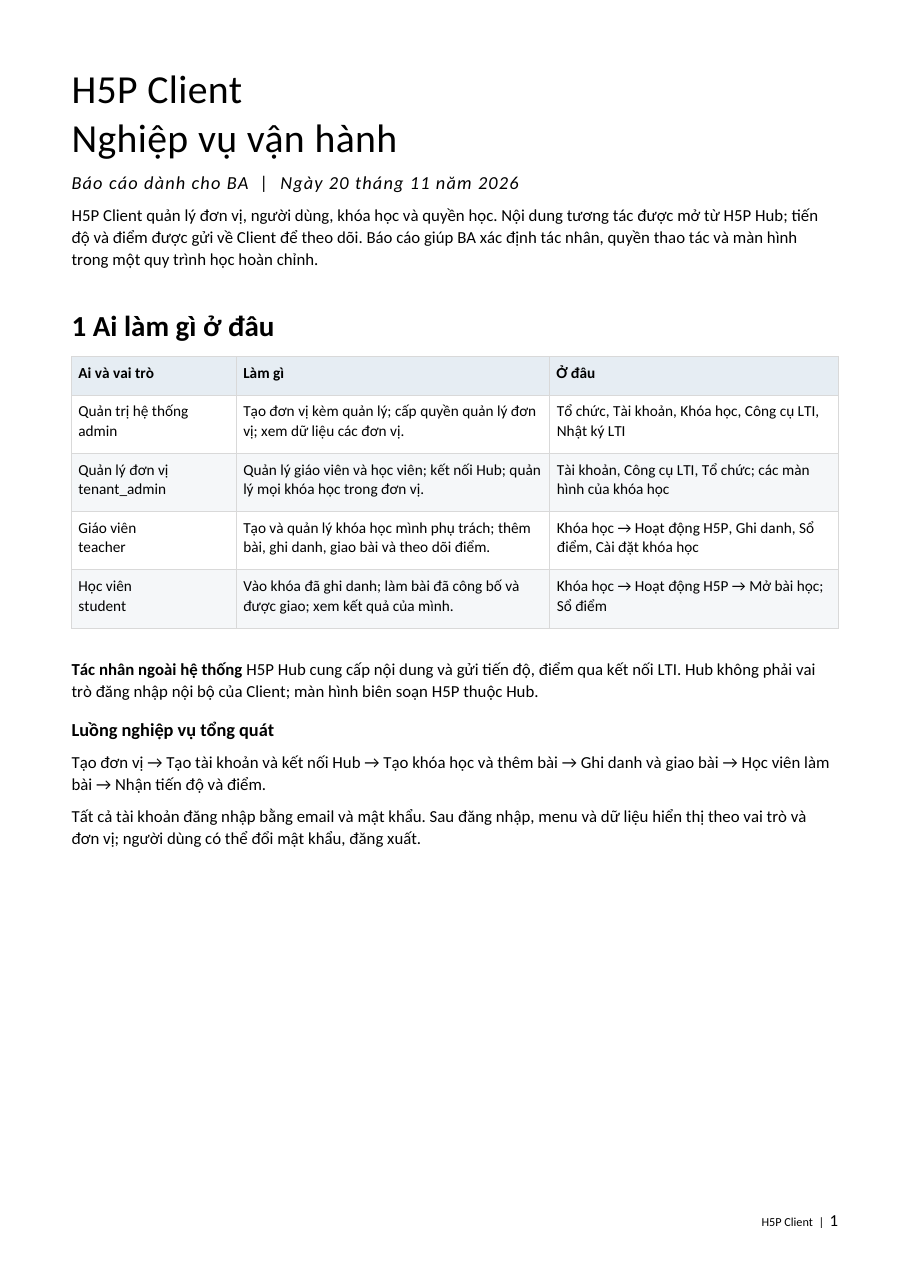 H5P Client
Nghiệp vụ vận hành
Báo cáo dành cho BA | Ngày 20 tháng 11 năm 2026
H5P Client quản lý đơn vị, người dùng, khóa học và quyền học. Nội dung tương tác được mở từ H5P Hub; tiến
độ và điểm được gửi về Client để theo dõi. Báo cáo giúp BA xác định tác nhân, quyền thao tác và màn hình
trong một quy trình học hoàn chỉnh.
1 Ai làm gì ở đâu
Ai và vai trò
Làm gì
Ở đâu
Quản trị hệ thống
admin
Tạo đơn vị kèm quản lý; cấp quyền quản lý đơn
vị; xem dữ liệu các đơn vị.
Tổ chức, Tài khoản, Khóa học, Công cụ LTI,
Nhật ký LTI
Quản lý đơn vị
tenant_admin
Quản lý giáo viên và học viên; kết nối Hub; quản
lý mọi khóa học trong đơn vị.
Tài khoản, Công cụ LTI, Tổ chức; các màn
hình của khóa học
Giáo viên
teacher
Tạo và quản lý khóa học mình phụ trách; thêm
bài, ghi danh, giao bài và theo dõi điểm.
Khóa học → Hoạt động H5P, Ghi danh, Sổ
điểm, Cài đặt khóa học
Học viên
student
Vào khóa đã ghi danh; làm bài đã công bố và
được giao; xem kết quả của mình.
Khóa học → Hoạt động H5P → Mở bài học;
Sổ điểm
Tác nhân ngoài hệ thống H5P Hub cung cấp nội dung và gửi tiến độ, điểm qua kết nối LTI. Hub không phải vai
trò đăng nhập nội bộ của Client; màn hình biên soạn H5P thuộc Hub.
Luồng nghiệp vụ tổng quát
Tạo đơn vị → Tạo tài khoản và kết nối Hub → Tạo khóa học và thêm bài → Ghi danh và giao bài → Học viên làm
bài → Nhận tiến độ và điểm.
Tất cả tài khoản đăng nhập bằng email và mật khẩu. Sau đăng nhập, menu và dữ liệu hiển thị theo vai trò và
đơn vị; người dùng có thể đổi mật khẩu, đăng xuất.
H5P Client | 1